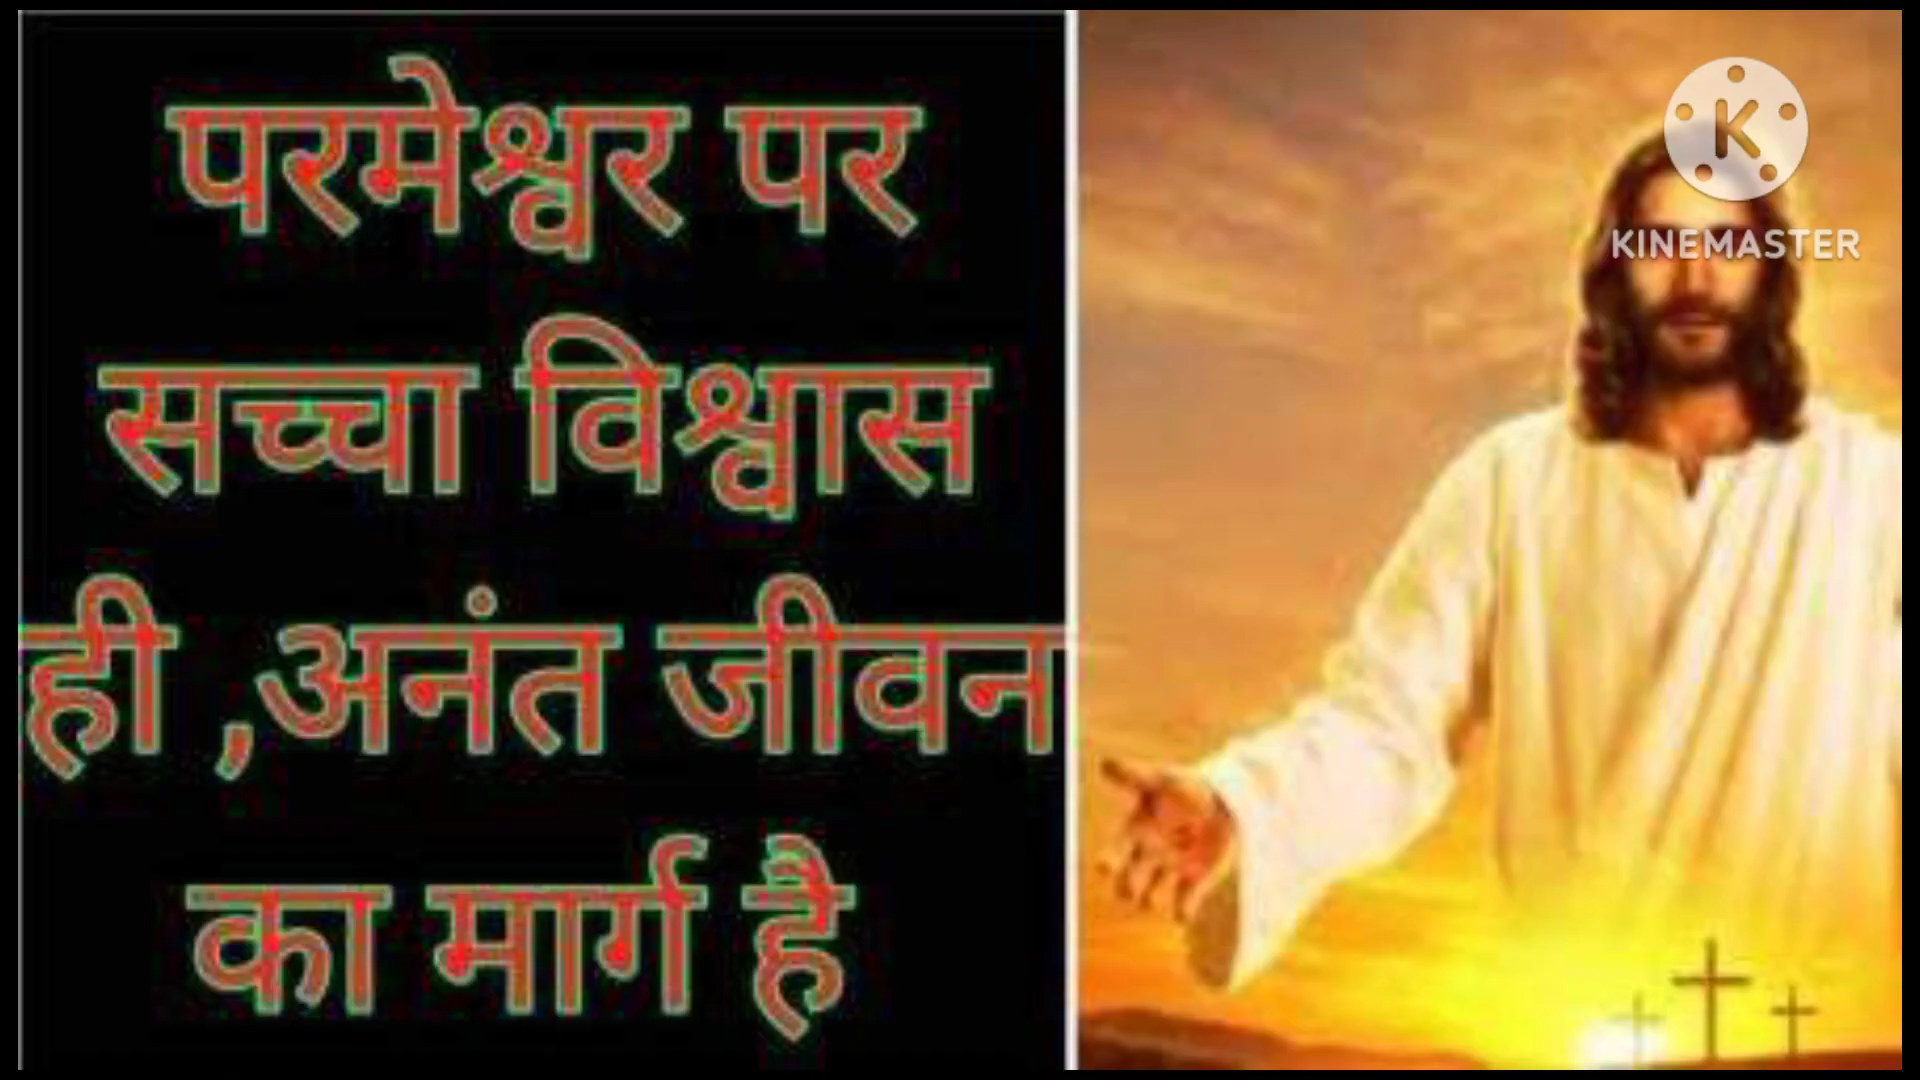 परमेश्वर पर
सच्चा विश्वास
ही ,अनंत जीवन
का मार्ग है
K
KINEMASTER